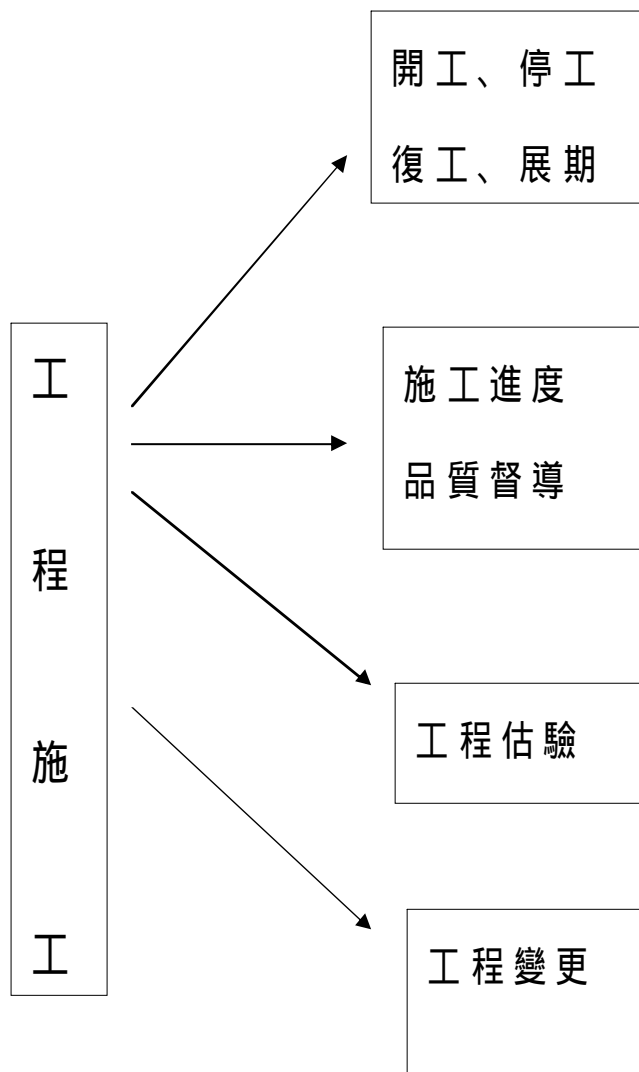 開工、停工
復工、展期
工程施工
施工進度
品質督導
工程估驗
工程變更